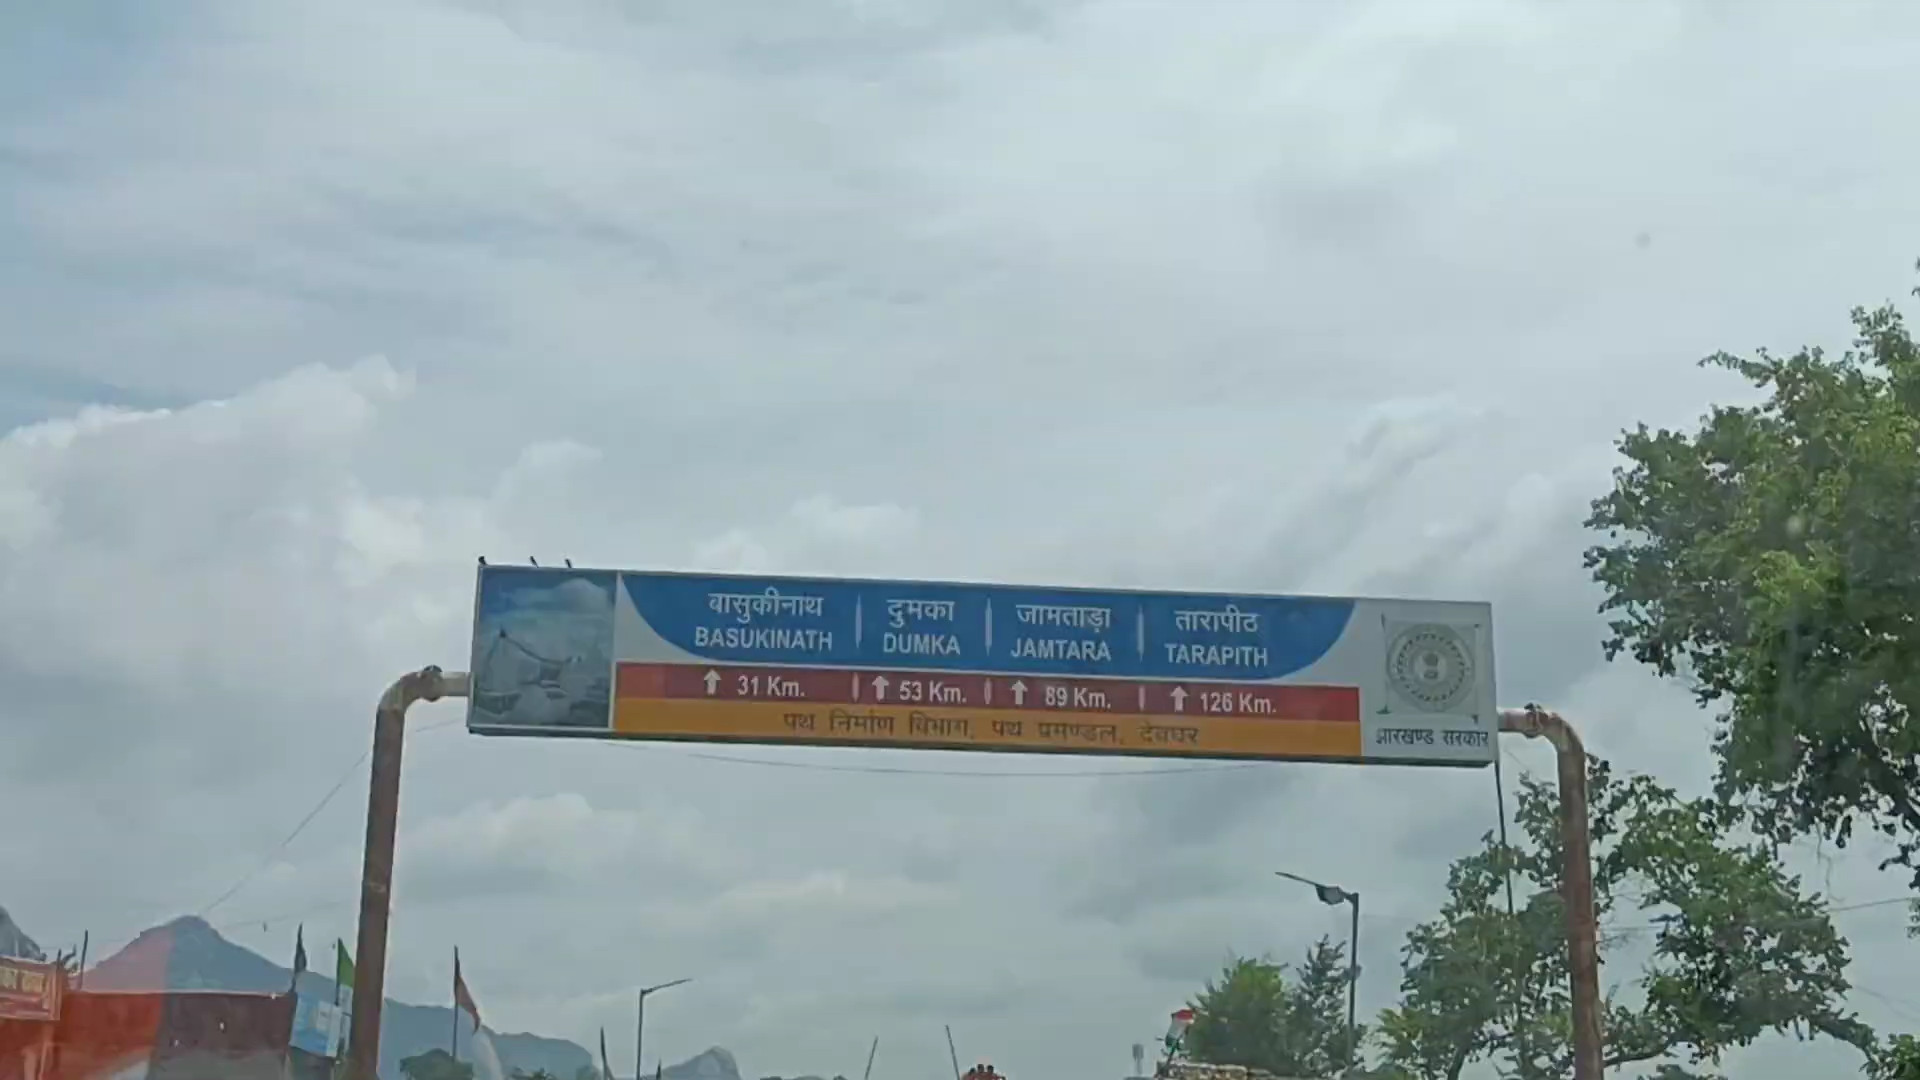 बासुकीनाथ
BASUKINATH
दुमका
DUMKA
जामताड़ा
JAMTARA
तारापीठ
TARAPITH
31 Km.
53 Km.
89 Km.
126 Km.
पथ निर्माण विभाग, पथ प्रमण्डल, देवघर
झारखण्ड सरकार